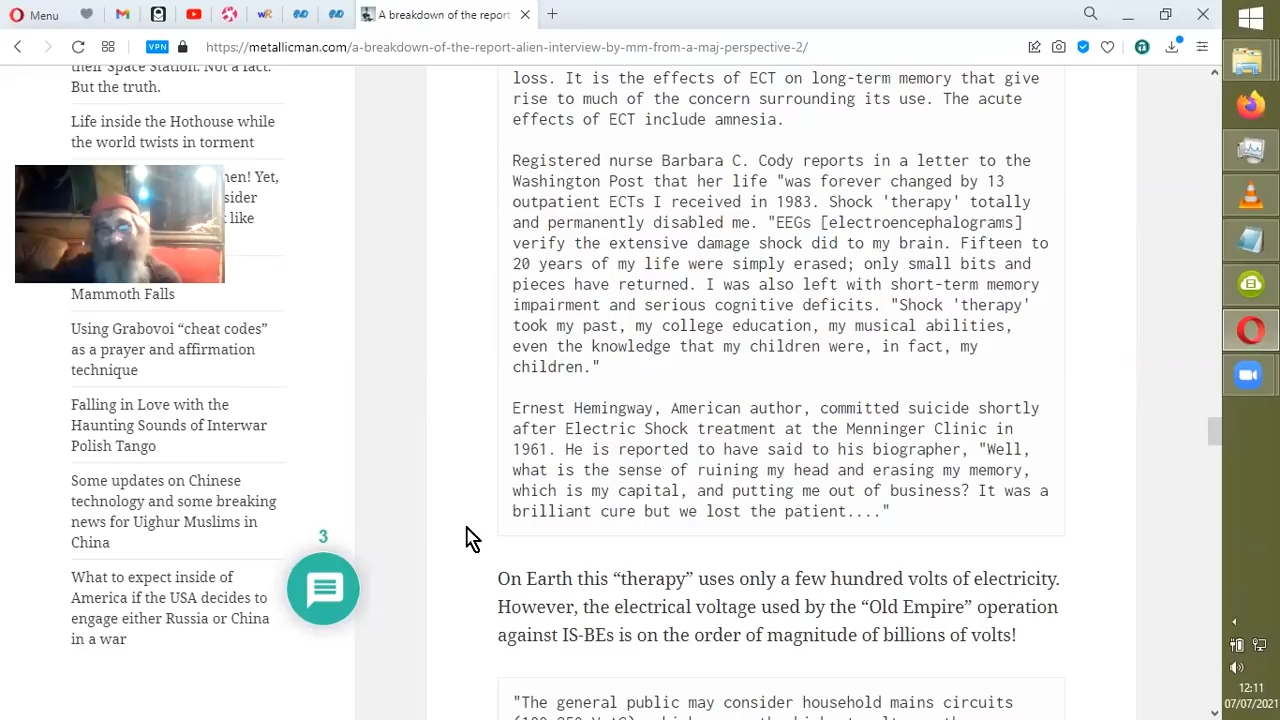 Menu
A breakdown of the report
VPN
https://metallicman.com/a-breakdown-of-the-report-alien-interview-by-mm-from-a-maj-perspective-2/
their Space Station. Not a fact.
But the truth.
Life inside the Hothouse while
the world twists in torment
nen! Yet,
sider
like
Mammoth Falls
Using Grabovoi “cheat codes”
as a prayer and affirmation
technique
Falling in Love with the
Haunting Sounds of Interwar
Polish Tango
Some updates on Chinese
technology and some breaking
news for Uighur Muslims in
China
What to expect inside of
America if the USA decides to
engage either Russia or China
in a war
3
loss. It is the effects of ECT on long-term memory that give
rise to much of the concern surrounding its use. The acute
effects of ECT include amnesia.
Registered nurse Barbara C. Cody reports in a letter to the
Washington Post that her life "was forever changed by 13
outpatient ECTs I received in 1983. Shock 'therapy' totally
and permanently disabled me. "EEGs [electroencephalograms]
verify the extensive damage shock did to my brain. Fifteen to
20 years of my life were simply erased; only small bits and
pieces have returned. I was also left with short-term memory
impairment and serious cognitive deficits. "Shock 'therapy'
took my past, my college education, my musical abilities,
even the knowledge that my children were, in fact, my
children."
Ernest Hemingway, American author, committed suicide shortly
after Electric Shock treatment at the Menninger Clinic in
1961. He is reported to have said to his biographer, "Well,
what is the sense of ruining my head and erasing my memory,
which is my capital, and putting me out of business? It was a
brilliant cure but we lost the patient...."
On Earth this “therapy” uses only a few hundred volts of electricity.
However, the electrical voltage used by the “Old Empire” operation
against IS-BEs is on the order of magnitude of billions of volts!
"The general public may consider household mains circuits
12:11
07/07/2021